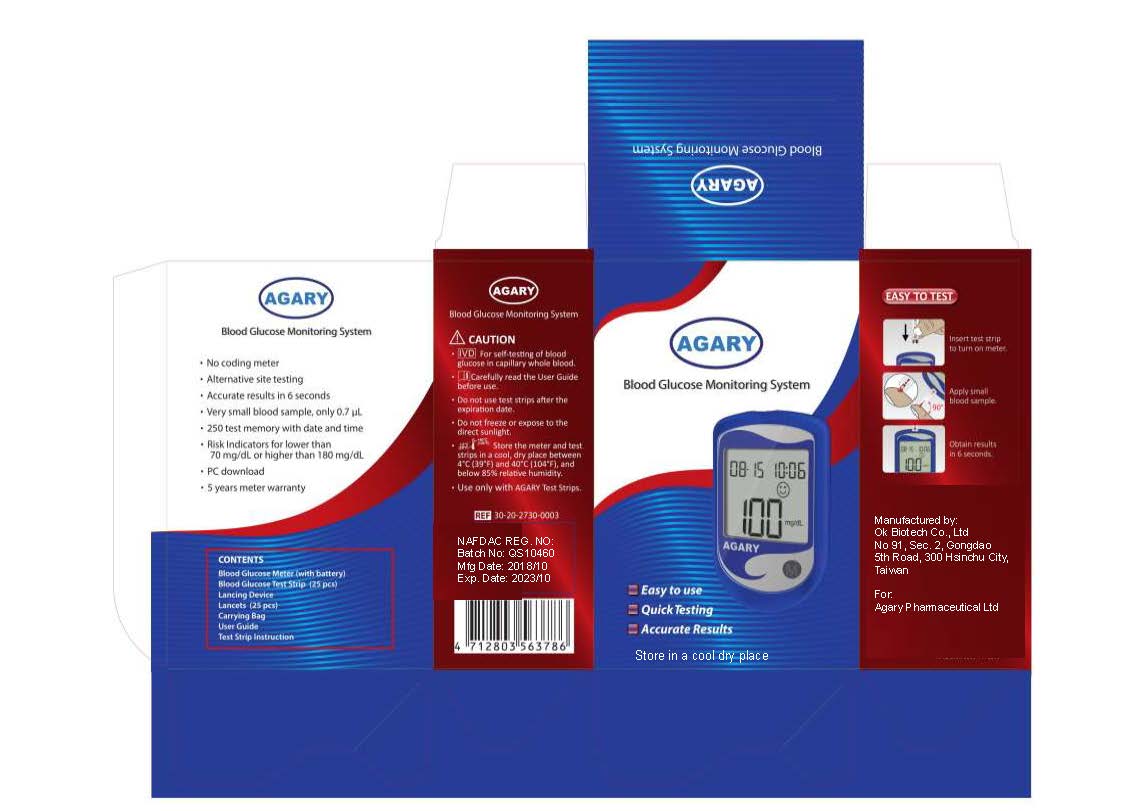 Blood Glucose Monitoring System
AGARY
AGARY
Blood Glucose Monitoring System
• No coding meter
• Alternative site testing
• Accurate results in 6 seconds
• Very small blood sample, only 0.7 µL
• 250 test memory with date and time
• Risk Indicators for lower than
70 mg/dL or higher than 180 mg/dL
• PC download
• 5 years meter warranty
CONTENTS
Blood Glucose Meter (with battery)
Blood Glucose Test Strip (25 pcs)
Lancing Device
Lancets (25 pcs)
Carrying Bag
User Guide
Test Strip Instruction
AGARY
Blood Glucose Monitoring System
CAUTION
• IVD For self-testing of blood
glucose in capillary whole blood.
• Carefully read the User Guide
before use.
• Do not use test strips after the
expiration date.
• Do not freeze or expose to the
direct sunlight.
• Store the meter and test
strips in a cool, dry place between
4°C (39°F) and 40°C (104°F), and
below 85% relative humidity.
• Use only with AGARY Test Strips.
REF 30-20-2730-0003
NAFDAC REG. NO:
Batch No: QS10460
Mfg Date: 2018/10
Exp. Date: 2023/10
4 712803 563786
AGARY
Blood Glucose Monitoring System
08-15 10:06
100 mg/dL
AGARY
M
Easy to use
Quick Testing
Accurate Results
Store in a cool dry place
EASY TO TEST
Insert test strip
to turn on meter.
Apply small
blood sample.
90°
Obtain results
in 6 seconds.
08-15 10:06
100
Manufactured by:
Ok Biotech Co., Ltd
No 91, Sec. 2, Gongdao
5th Road, 300 Hsinchu City,
Taiwan
For:
Agary Pharmaceutical Ltd